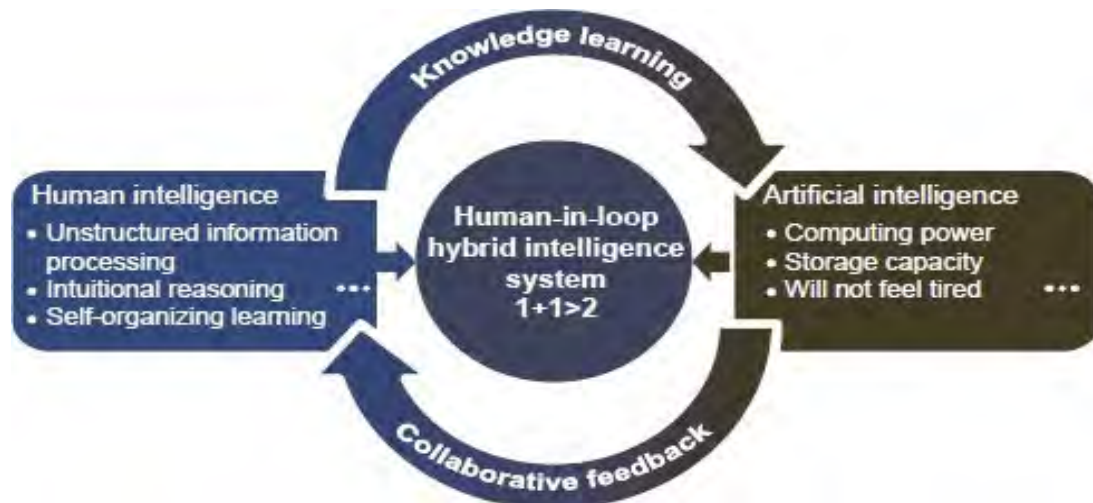 Knowledge learning
Human intelligence
• Unstructured information
processing
• Intuitional reasoning
• Self-organizing learning
...
Human-in-loop
hybrid intelligence
system
1+1>2
Artificial intelligence
• Computing power
• Storage capacity
• Will not feel tired
...
Collaborative feedback